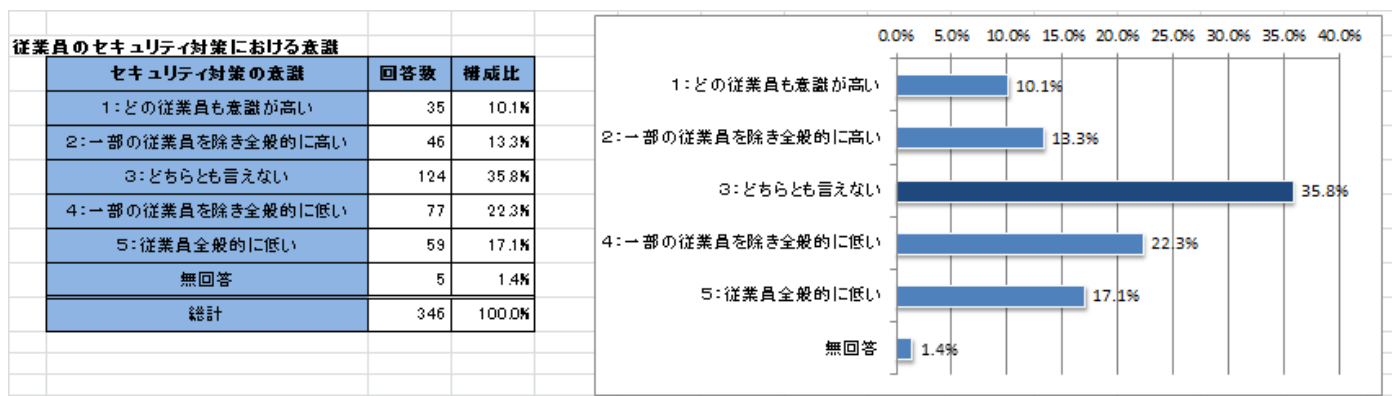 従業員のセキュリティ対策における意識
セキュリティ対策の意識 回答数 構成比
1:どの従業員も意識が高い 35 10.1%
2:一部の従業員を除き全般的に高い 46 13.3%
3:どちらとも言えない 124 35.8%
4:一部の従業員を除き全般的に低い 77 22.3%
5:従業員全般的に低い 59 17.1%
無回答 5 1.4%
総計 346 100.0%
0.0% 5.0% 10.0% 15.0% 20.0% 25.0% 30.0% 35.0% 40.0%
1:どの従業員も意識が高い 10.1%
2:一部の従業員を除き全般的に高い 13.3%
3:どちらとも言えない 35.8%
4:一部の従業員を除き全般的に低い 22.3%
5:従業員全般的に低い 17.1%
無回答 1.4%